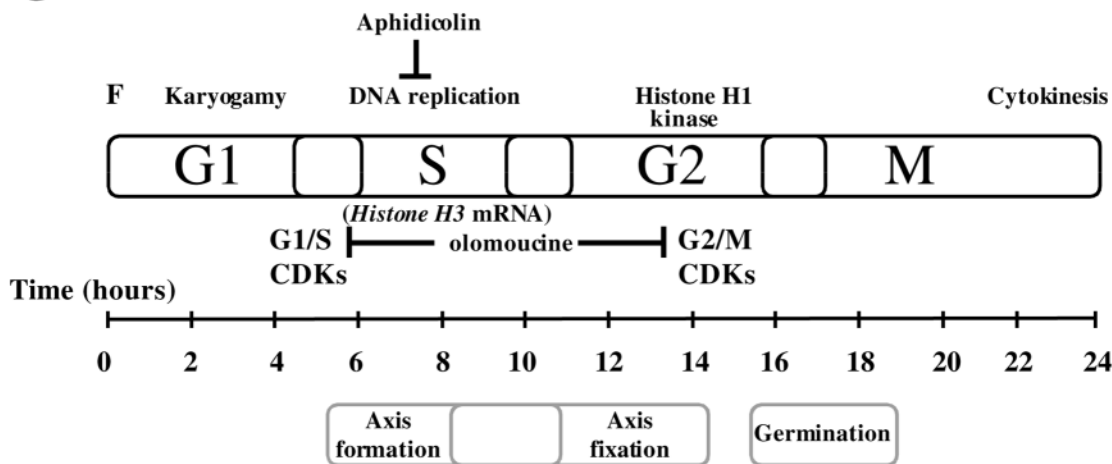 Aphidicolin
F Karyogamy DNA replication Histone H1 Cytokinesis
kinase
G1 S G2 M
(Histone H3 mRNA)
G1/S olomoucine G2/M
CDKs CDKs
Time (hours)
0 2 4 6 8 10 12 14 16 18 20 22 24
Axis Axis
formation fixation Germination